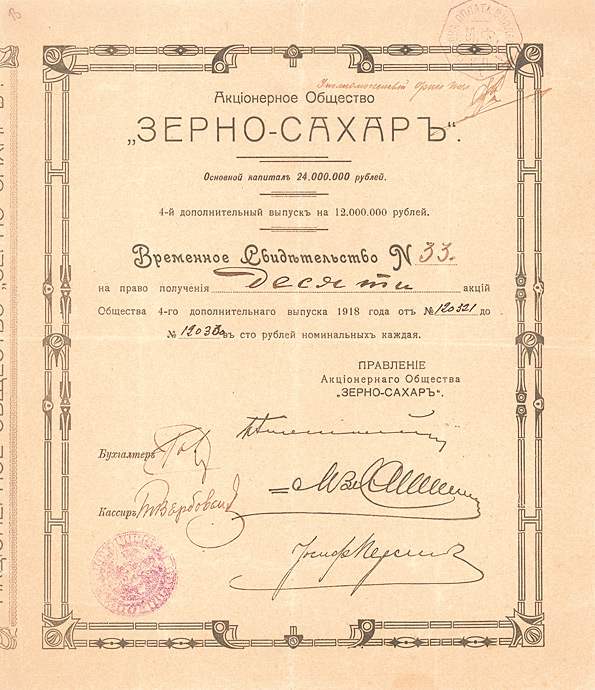 Акціонерное Общество
„ЗЕРНО-САХАРЪ“.
Основной капиталъ 24.000.000 рублей.
4-й дополнительный выпускъ на 12.000.000 рублей.
Временное Свидѣтельство N 33.
на право полученія десяти акцій
Общества 4-го дополнительнаго выпуска 1918 года отъ № 120321 до
№ въ сто рублей номинальныхъ каждая.
ПРАВЛЕНІЕ
Акціонернаго Общества
„ЗЕРНО-САХАРЪ“.
Бухгалтеръ
Кассиръ